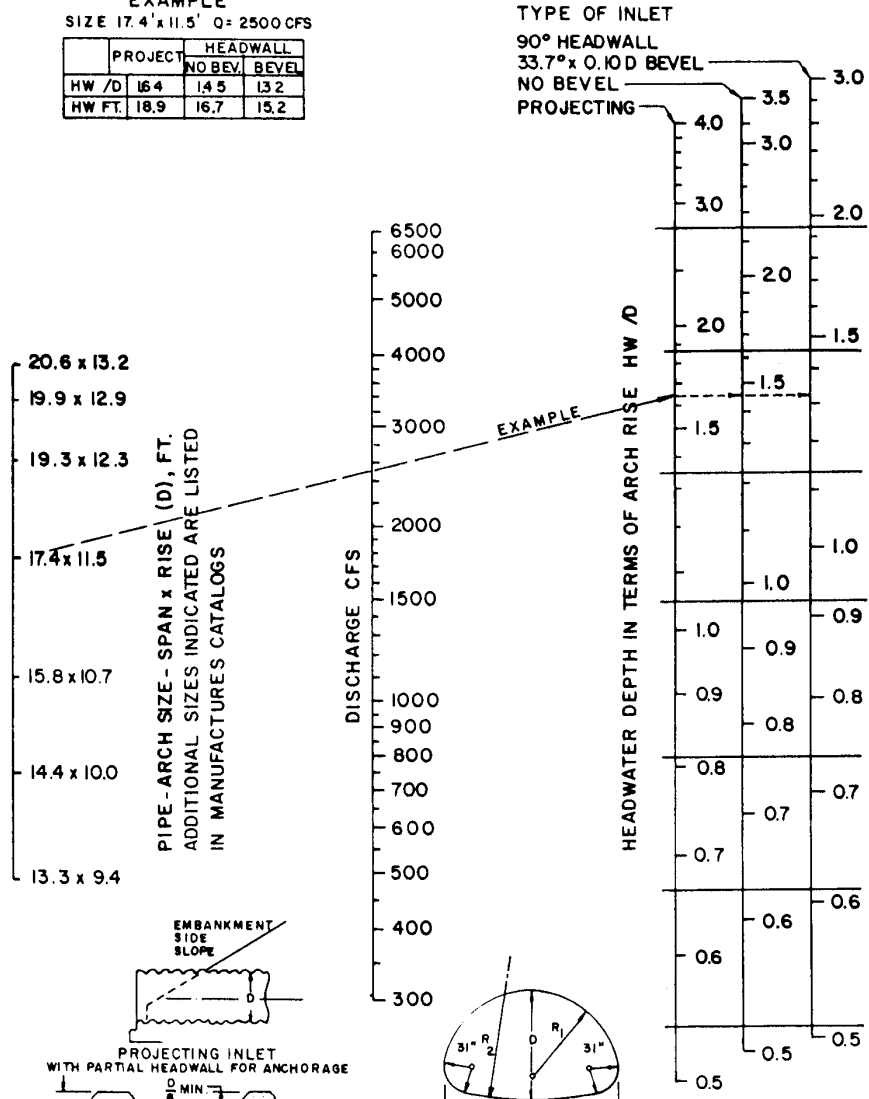 EXAMPLE
SIZE 17.4'x11.5' Q= 2500 CFS
PROJECT HEADWALL
NO BEV. BEVEL
HW /D 1.64 1.45 1.32
HW FT. 18.9 16.7 15.2
TYPE OF INLET
90° HEADWALL
33.7° x 0.10 D BEVEL
NO BEVEL
PROJECTING
20.6 x 13.2
19.9 x 12.9
19.3 x 12.3
17.4 x 11.5
15.8 x 10.7
14.4 x 10.0
13.3 x 9.4
PIPE-ARCH SIZE - SPAN x RISE (D), FT.
ADDITIONAL SIZES INDICATED ARE LISTED
IN MANUFACTURES CATALOGS
DISCHARGE CFS
6500
6000
5000
4000
3000
2000
1500
1000
900
800
700
600
500
400
300
EXAMPLE
HEADWATER DEPTH IN TERMS OF ARCH RISE HW /D
4.0
3.0
2.0
1.5
1.0
0.9
0.8
0.7
0.6
0.5
3.5
3.0
2.0
1.5
1.0
0.9
0.8
0.7
0.6
0.5
3.0
2.0
1.5
1.0
0.9
0.8
0.7
0.6
0.5
EMBANKMENT
SIDE
SLOPE
D
PROJECTING INLET
WITH PARTIAL HEADWALL FOR ANCHORAGE
D
MIN.
31"
R2
D
R1
31"